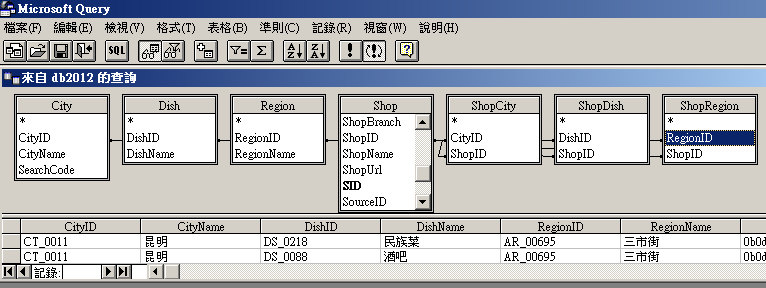 Microsoft Query
檔案(F) 編輯(E) 檢視(V) 格式(T) 表格(B) 準則(C) 記錄(R) 視窗(W) 說明(H)
SQL
來自 db2012 的查詢
City Dish Region Shop ShopCity ShopDish ShopRegion
* * * ShopBranch * * *
CityID DishID RegionID ShopID CityID DishID RegionID
CityName DishName RegionName ShopName ShopID ShopID ShopID
SearchCode ShopUrl
SID
SourceID
CityID CityName DishID DishName RegionID RegionName
CT_0011 昆明 DS_0218 民族菜 AR_00695 三市街 0b0d
CT_0011 昆明 DS_0088 酒吧 AR_00695 三市街 0b0d
記錄: